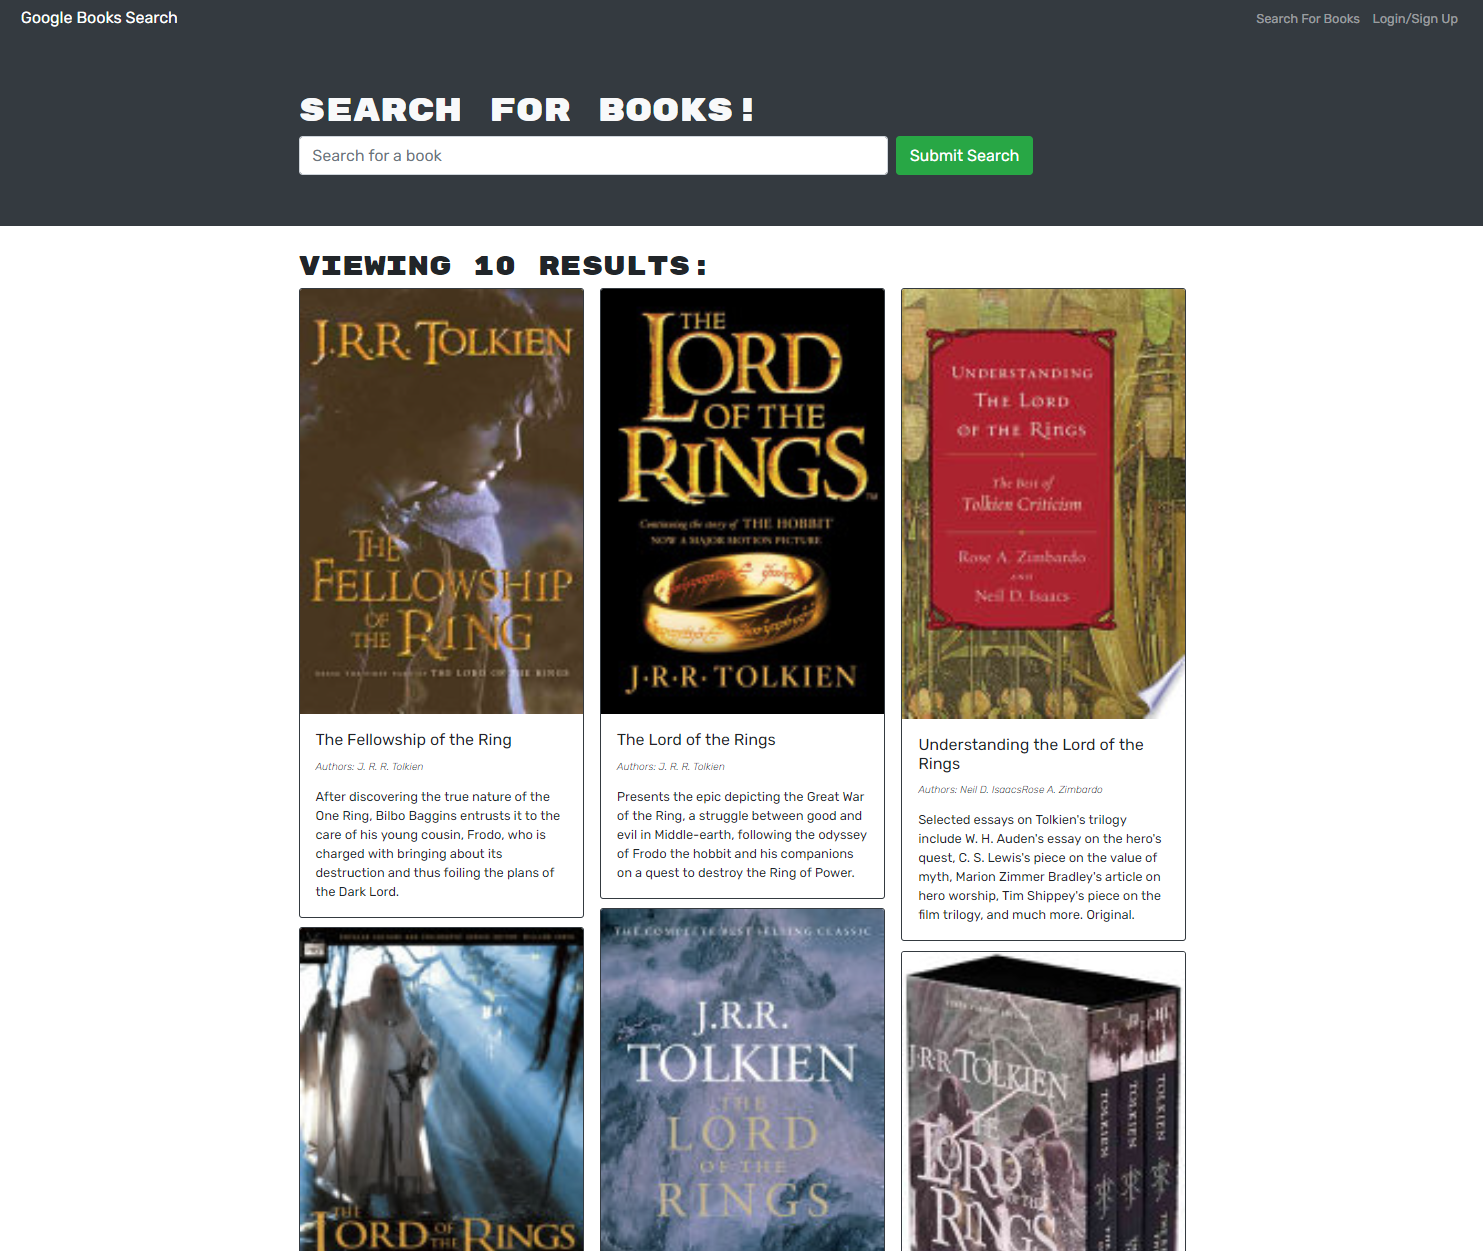 Google Books Search
Search For Books
Login/Sign Up
SEARCH FOR BOOKS!
Search for a book
Submit Search
VIEWING 10 RESULTS:
J.R.R. TOLKIEN
THE
FELLOWSHIP
OF
THE RING
THE LORD OF THE RINGS
The Fellowship of the Ring
Authors: J. R. R. Tolkien
After discovering the true nature of the
One Ring, Bilbo Baggins entrusts it to the
care of his young cousin, Frodo, who is
charged with bringing about its
destruction and thus foiling the plans of
the Dark Lord.
THE
LORD
OF THE
RINGS
TM
Continuing the story of THE HOBBIT
NOW A MAJOR MOTION PICTURE
J·R·R·TOLKIEN
The Lord of the Rings
Authors: J. R. R. Tolkien
Presents the epic depicting the Great War
of the Ring, a struggle between good and
evil in Middle-earth, following the odyssey
of Frodo the hobbit and his companions
on a quest to destroy the Ring of Power.
UNDERSTANDING
THE LORD
OF THE RINGS
The Best of
Tolkien Criticism
Rose A. Zimbardo
AND
Neil D. Isaacs
Understanding the Lord of the
Rings
Authors: Neil D. IsaacsRose A. Zimbardo
Selected essays on Tolkien's trilogy
include W. H. Auden's essay on the hero's
quest, C. S. Lewis's piece on the value of
myth, Marion Zimmer Bradley's article on
hero worship, Tim Shippey's piece on the
film trilogy, and much more. Original.
THE
LORD OF THE RINGS
THE COMPLETE BEST SELLING CLASSIC
J.R.R.
TOLKIEN
THE
LORD
OF THE
RINGS
J·R·R·TOLKIEN
THE
LORD
OF THE
RINGS
I
II
III
TOLKIEN
TOLKIEN
TOLKIEN